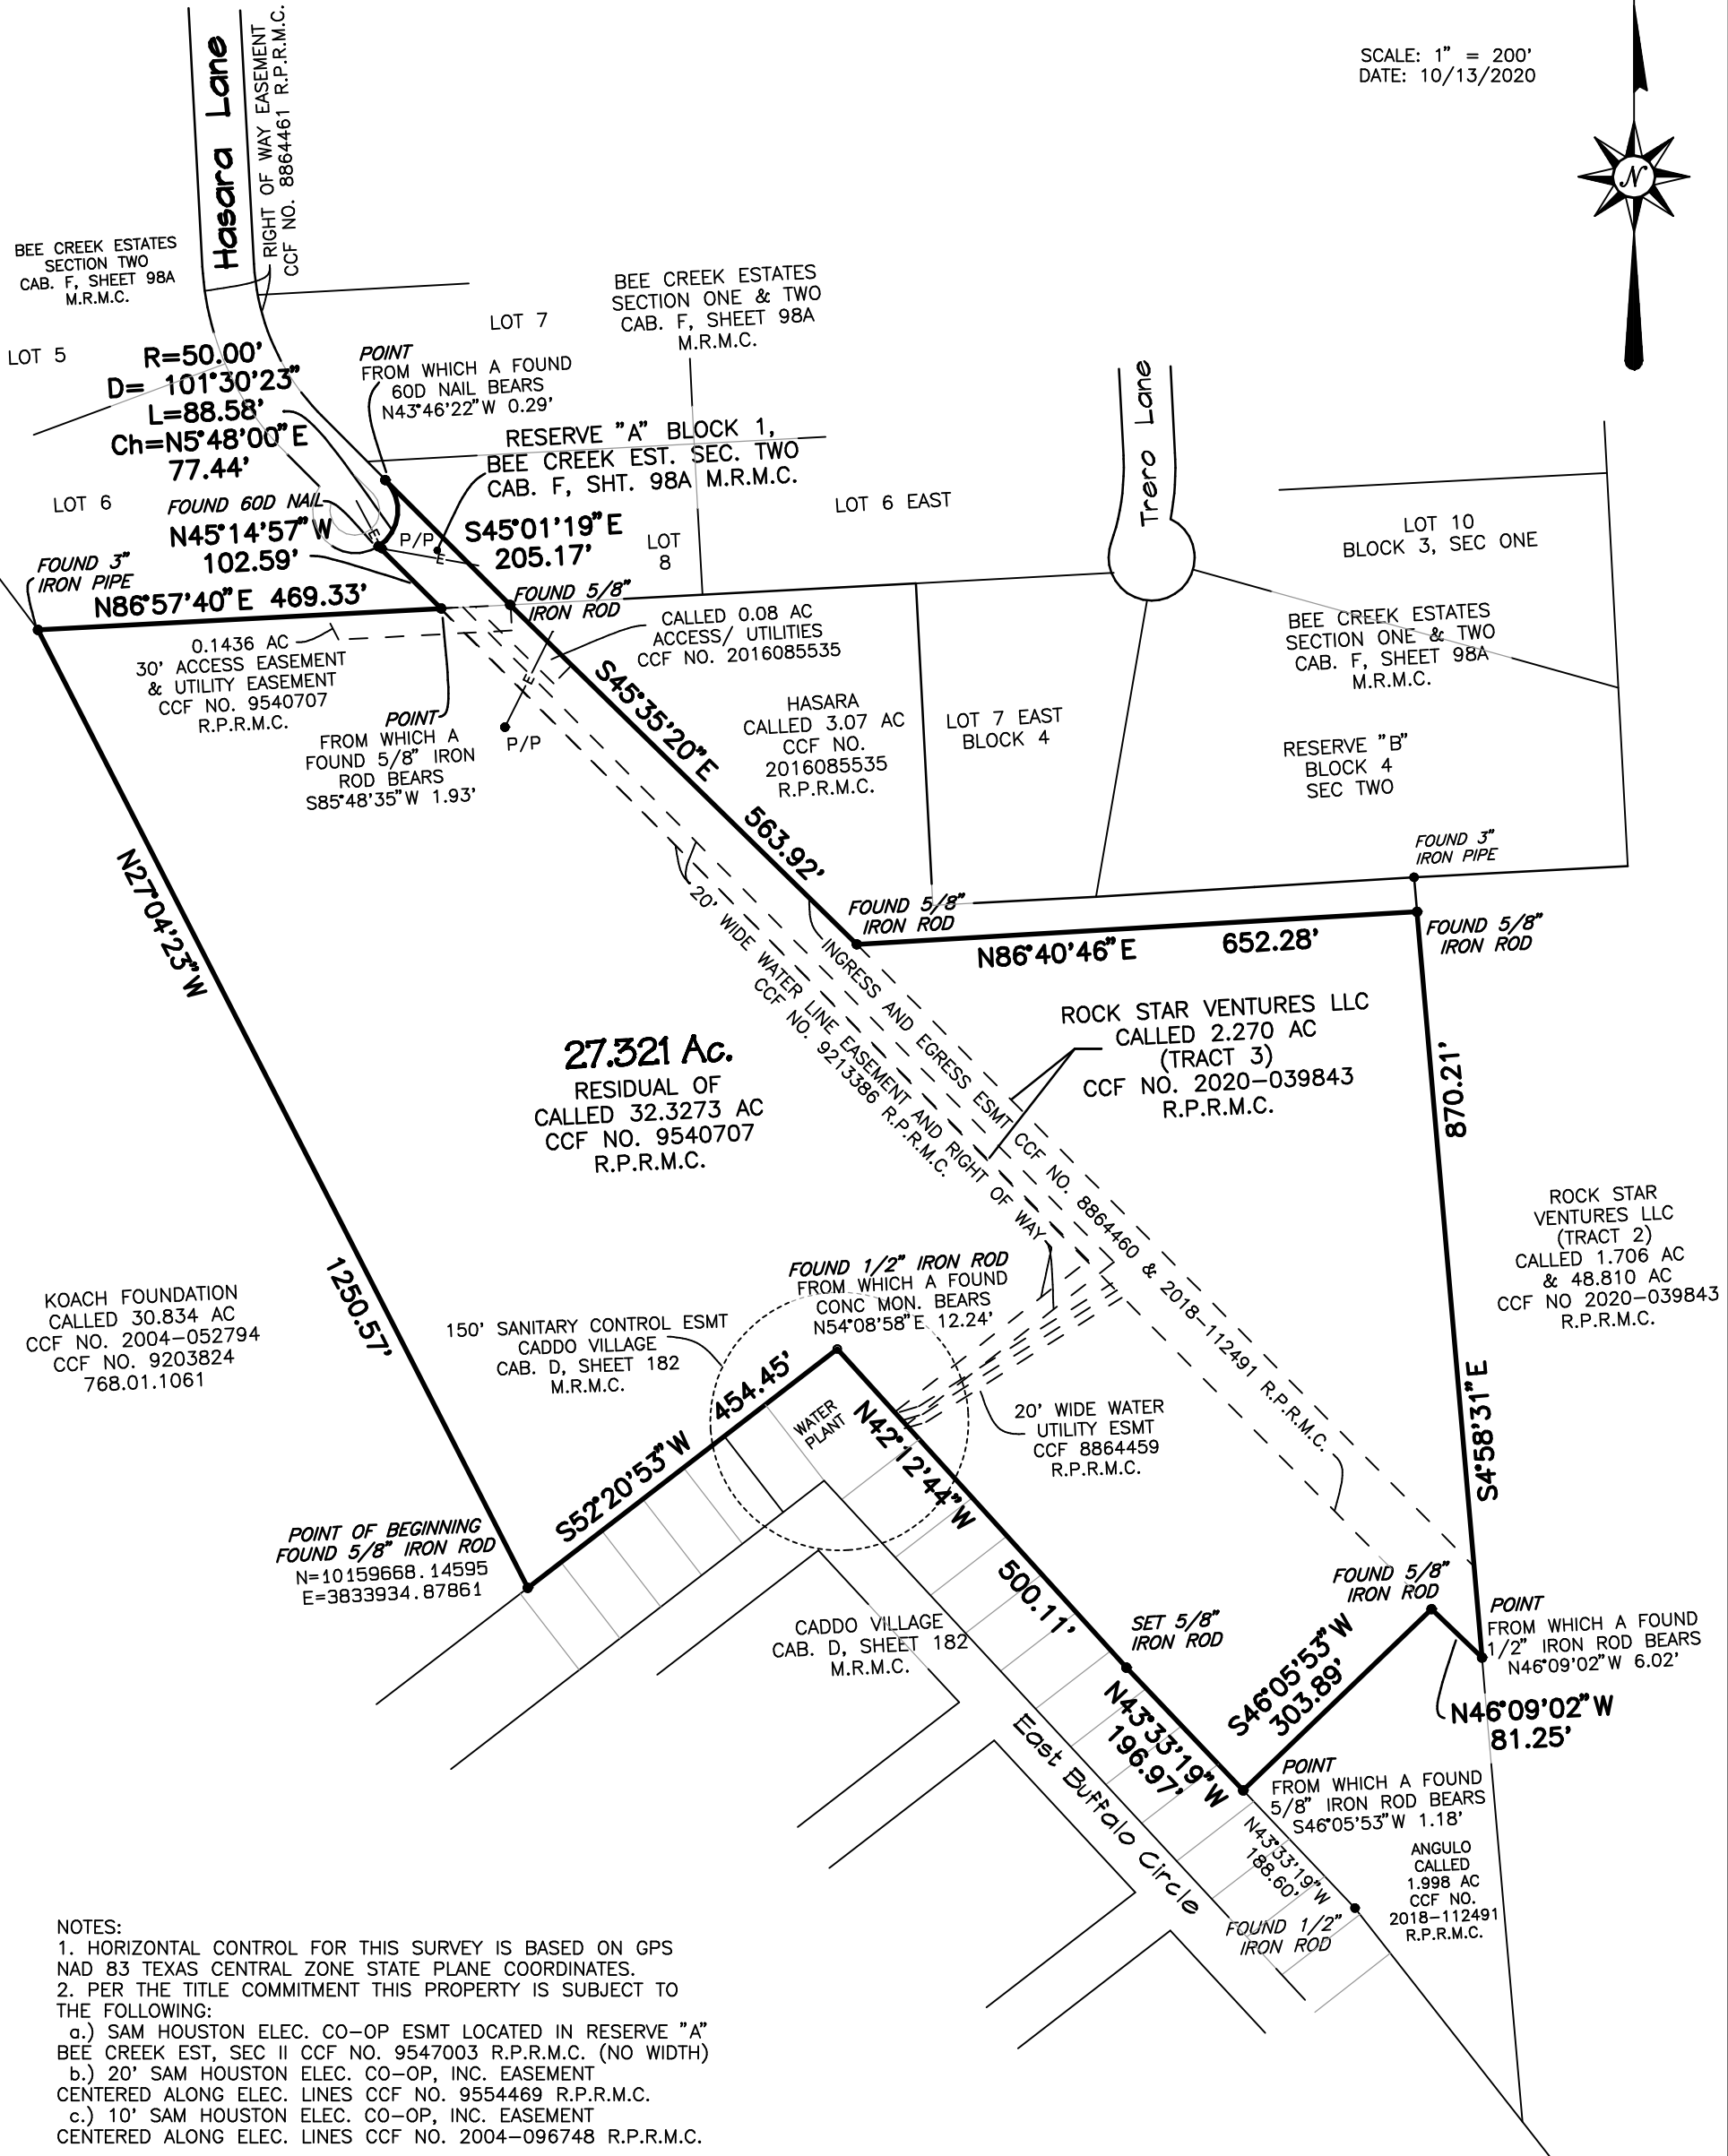 SCALE: 1" = 200'
DATE: 10/13/2020
N
Hasara Lane
RIGHT OF WAY EASEMENT
CCF NO. 8864461 R.P.R.M.C.
BEE CREEK ESTATES
SECTION TWO
CAB. F, SHEET 98A
M.R.M.C.
LOT 5
R=50.00'
D= 101°30'23"
L=88.58'
Ch=N5°48'00"E
77.44'
LOT 7
POINT
FROM WHICH A FOUND
60D NAIL BEARS
N43°46'22"W 0.29'
BEE CREEK ESTATES
SECTION ONE & TWO
CAB. F, SHEET 98A
M.R.M.C.
RESERVE "A" BLOCK 1,
BEE CREEK EST. SEC. TWO
CAB. F, SHT. 98A M.R.M.C.
LOT 6
FOUND 60D NAIL
N45°14'57"W
102.59'
E
P/P
E
S45°01'19"E
205.17'
LOT
8
LOT 6 EAST
Trero Lane
LOT 10
BLOCK 3, SEC ONE
FOUND 3"
IRON PIPE
N86°57'40"E 469.33'
FOUND 5/8"
IRON ROD
0.1436 AC
30' ACCESS EASEMENT
& UTILITY EASEMENT
CCF NO. 9540707
R.P.R.M.C.
CALLED 0.08 AC
ACCESS/ UTILITIES
CCF NO. 2016085535
E
P/P
POINT
FROM WHICH A
FOUND 5/8" IRON
ROD BEARS
S85°48'35"W 1.93'
S45°35'20"E
563.92'
HASARA
CALLED 3.07 AC
CCF NO.
2016085535
R.P.R.M.C.
LOT 7 EAST
BLOCK 4
BEE CREEK ESTATES
SECTION ONE & TWO
CAB. F, SHEET 98A
M.R.M.C.
RESERVE "B"
BLOCK 4
SEC TWO
FOUND 3"
IRON PIPE
FOUND 5/8"
IRON ROD
N86°40'46"E 652.28'
FOUND 5/8"
IRON ROD
N27°04'23"W
1250.57'
20' WIDE WATER LINE EASEMENT AND RIGHT OF WAY
CCF NO. 9213386 R.P.R.M.C.
INGRESS AND EGRESS ESMT CCF NO. 8864460 & 2018-112491 R.P.R.M.C.
27.321 Ac.
RESIDUAL OF
CALLED 32.3273 AC
CCF NO. 9540707
R.P.R.M.C.
ROCK STAR VENTURES LLC
CALLED 2.270 AC
(TRACT 3)
CCF NO. 2020-039843
R.P.R.M.C.
870.21'
S4°58'31"E
ROCK STAR
VENTURES LLC
(TRACT 2)
CALLED 1.706 AC
& 48.810 AC
CCF NO 2020-039843
R.P.R.M.C.
KOACH FOUNDATION
CALLED 30.834 AC
CCF NO. 2004-052794
CCF NO. 9203824
768.01.1061
FOUND 1/2" IRON ROD
FROM WHICH A FOUND
CONC MON. BEARS
N54°08'58"E 12.24'
150' SANITARY CONTROL ESMT
CADDO VILLAGE
CAB. D, SHEET 182
M.R.M.C.
S52°20'53"W 454.45'
WATER
PLANT
N42°12'44"W
500.11'
20' WIDE WATER
UTILITY ESMT
CCF 8864459
R.P.R.M.C.
POINT OF BEGINNING
FOUND 5/8" IRON ROD
N=10159668.14595
E=3833934.87861
CADDO VILLAGE
CAB. D, SHEET 182
M.R.M.C.
SET 5/8"
IRON ROD
FOUND 5/8"
IRON ROD
POINT
FROM WHICH A FOUND
1/2" IRON ROD BEARS
N46°09'02"W 6.02'
N46°09'02"W
81.25'
S46°05'53"W
303.89'
N43°33'19"W
196.97'
East Buffalo Circle
POINT
FROM WHICH A FOUND
5/8" IRON ROD BEARS
S46°05'53"W 1.18'
N43°33'19"W
188.60'
ANGULO
CALLED
1.998 AC
CCF NO.
2018-112491
R.P.R.M.C.
FOUND 1/2"
IRON ROD
NOTES:
1. HORIZONTAL CONTROL FOR THIS SURVEY IS BASED ON GPS
NAD 83 TEXAS CENTRAL ZONE STATE PLANE COORDINATES.
2. PER THE TITLE COMMITMENT THIS PROPERTY IS SUBJECT TO
THE FOLLOWING:
a.) SAM HOUSTON ELEC. CO-OP ESMT LOCATED IN RESERVE "A"
BEE CREEK EST, SEC II CCF NO. 9547003 R.P.R.M.C. (NO WIDTH)
b.) 20' SAM HOUSTON ELEC. CO-OP, INC. EASEMENT
CENTERED ALONG ELEC. LINES CCF NO. 9554469 R.P.R.M.C.
c.) 10' SAM HOUSTON ELEC. CO-OP, INC. EASEMENT
CENTERED ALONG ELEC. LINES CCF NO. 2004-096748 R.P.R.M.C.